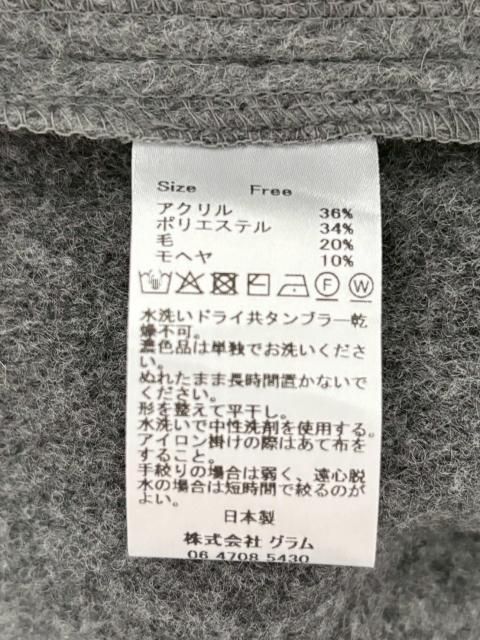 Size Free
アクリル 36%
ポリエステル 34%
毛 20%
モヘヤ 10%
F W
水洗いドライ共タンブラー乾
燥不可。
濃色品は単独でお洗いくださ
い。
ぬれたまま長時間置かないで
ください。
形を整えて平干し。
水洗いで中性洗剤を使用する。
アイロン掛けの際はあて布を
すること。
手絞りの場合は弱く、遠心脱
水の場合は短時間で絞るのが
よい。
日本製
株式会社 グラム
06 4708 5430